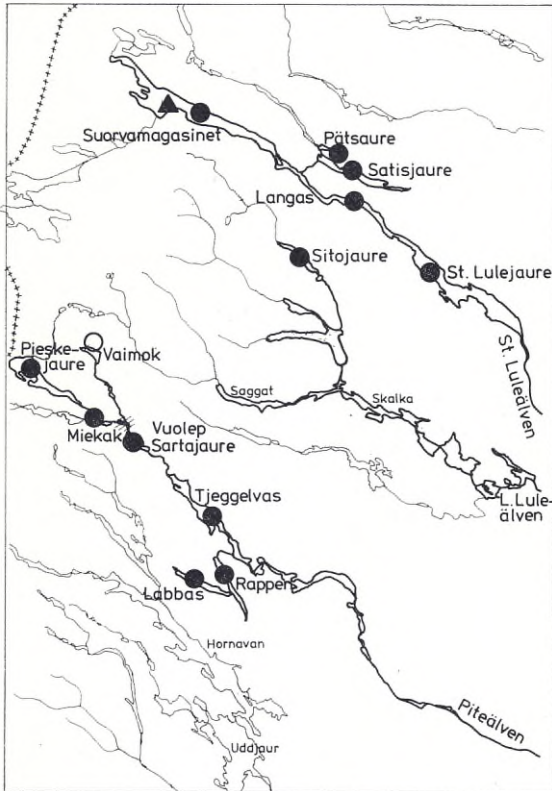 Suorvamagasinet
Pätsaure
Satisjaure
Langas
Sitojaure
St. Lulejaure
St. Luleälven
Pieske-
jaure
Vaimok
Saggat
Skalka
Miekak
Vuolep
Sartajaure
L.Lule-
älven
Tjeggelvas
Labbas
Rappen
Hornavan
Piteälven
Uddjaur